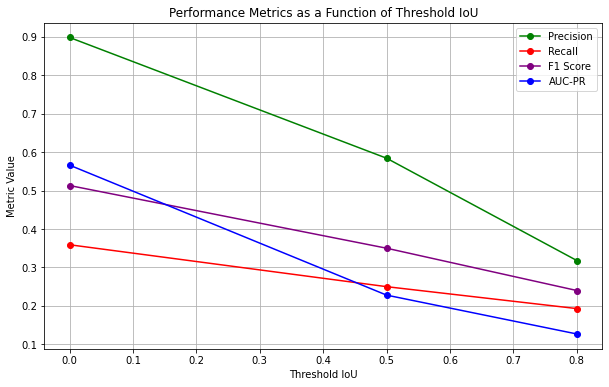 Performance Metrics as a Function of Threshold IoU
Precision
Recall
F1 Score
AUC-PR
Metric Value
0.9
0.8
0.7
0.6
0.5
0.4
0.3
0.2
0.1
0.0 0.1 0.2 0.3 0.4 0.5 0.6 0.7 0.8
Threshold IoU